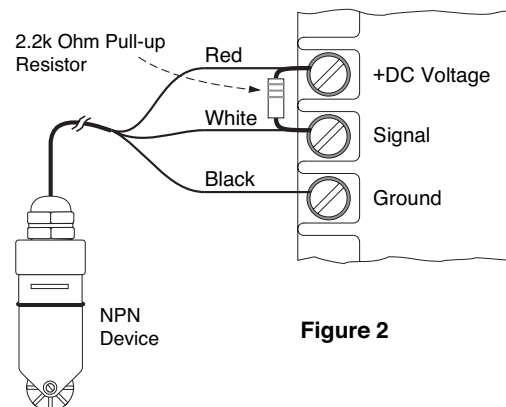 2.2k Ohm Pull-up
Resistor
Red
+DC Voltage
White
Signal
Black
Ground
NPN
Device
Figure 2